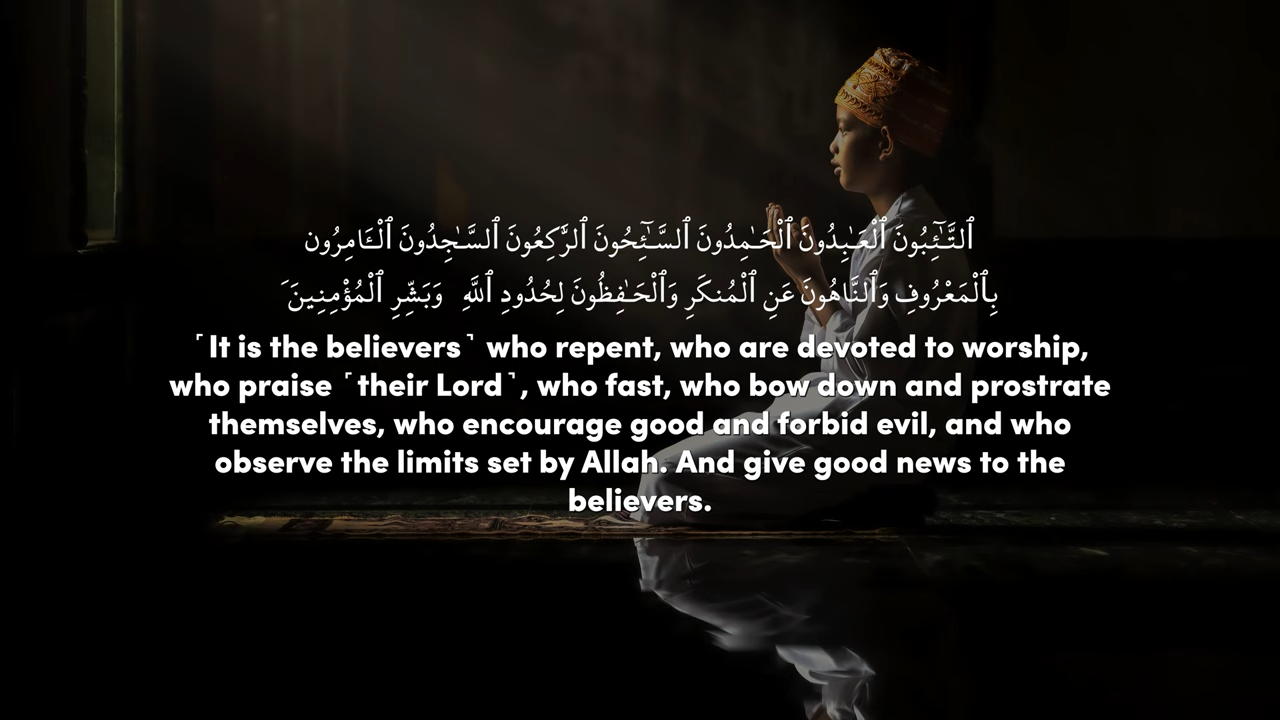 ٱلتَّـٰٓئِبُونَ ٱلْعَـٰبِدُونَ ٱلْحَـٰمِدُونَ ٱلسَّـٰٓئِحُونَ ٱلرَّٰكِعُونَ ٱلسَّـٰجِدُونَ ٱلْـَٔامِرُون
بِٱلْمَعْرُوفِ وَٱلنَّاهُونَ عَنِ ٱلْمُنكَرِ وَٱلْحَـٰفِظُونَ لِحُدُودِ ٱللَّهِ وَبَشِّرِ ٱلْمُؤْمِنِينَ َ
˹It is the believers˺ who repent, who are devoted to worship,
who praise ˹their Lord˺, who fast, who bow down and prostrate
themselves, who encourage good and forbid evil, and who
observe the limits set by Allah. And give good news to the
believers.